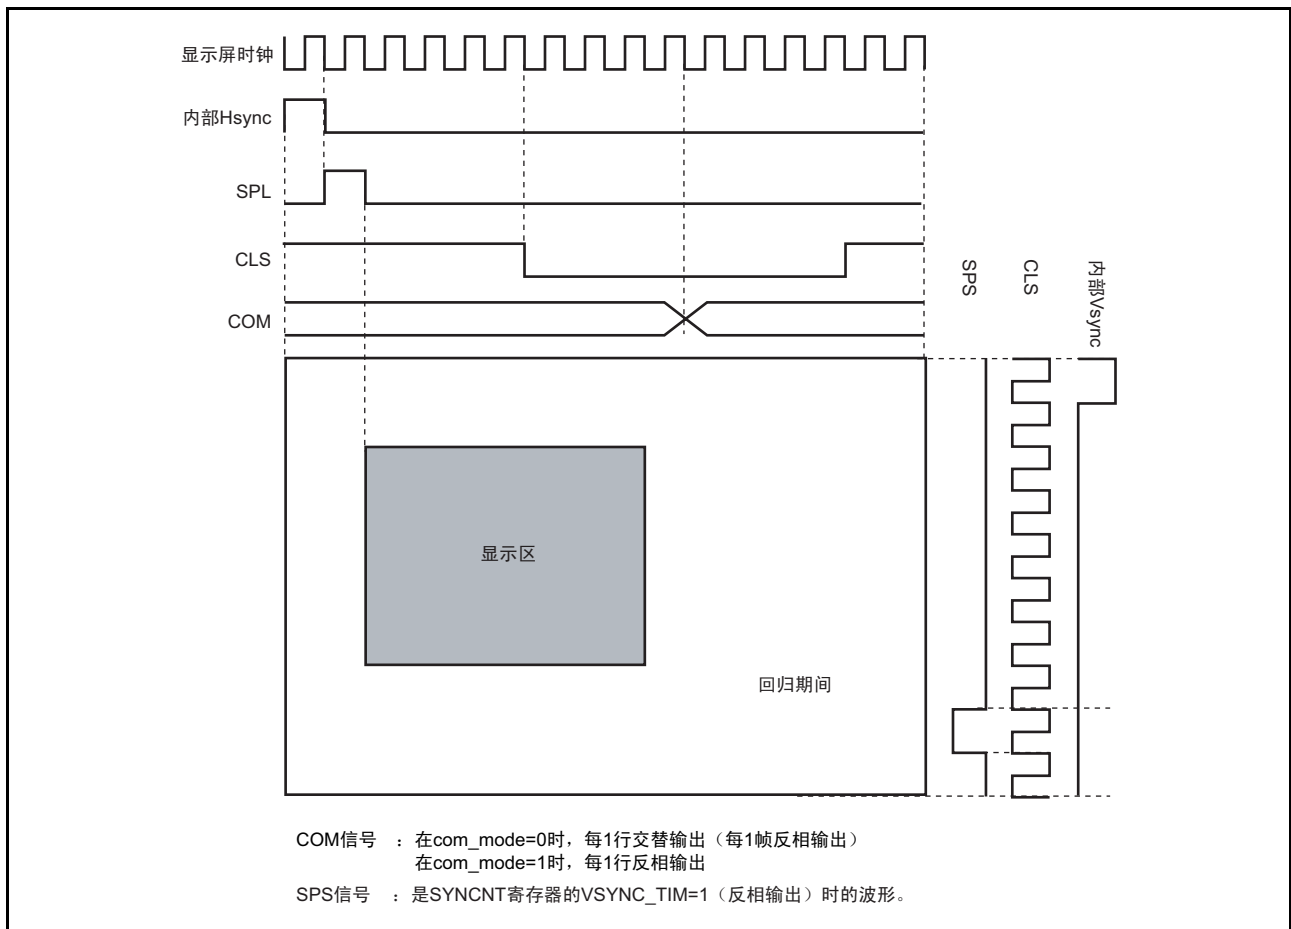 显示屏时钟
内部Hsync
SPL
CLS
COM
SPS
CLS
内部Vsync
显示区
回归期间
COM信号 ：在com_mode=0时，每1行交替输出（每1帧反相输出）
在com_mode=1时，每1行反相输出
SPS信号 ：是SYNCNT寄存器的VSYNC_TIM=1（反相输出）时的波形。